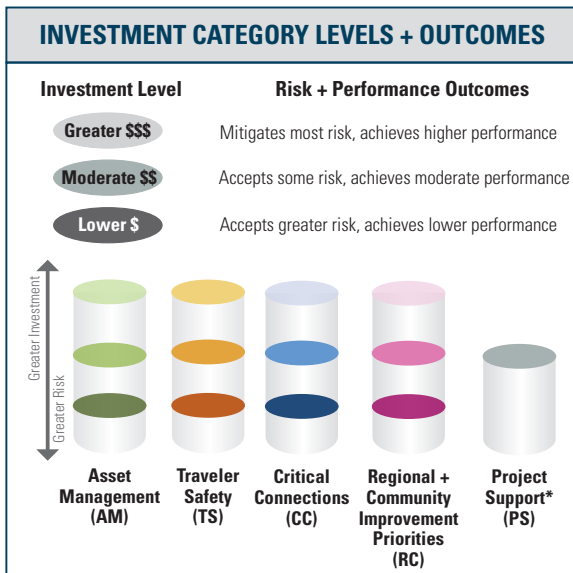 INVESTMENT CATEGORY LEVELS + OUTCOMES
Investment Level
Risk + Performance Outcomes
Greater $$$
Mitigates most risk, achieves higher performance
Moderate $$
Accepts some risk, achieves moderate performance
Lower $
Accepts greater risk, achieves lower performance
Greater Investment
Greater Risk
Asset
Management
(AM)
Traveler
Safety
(TS)
Critical
Connections
(CC)
Regional +
Community
Improvement
Priorities
(RC)
Project
Support*
(PS)